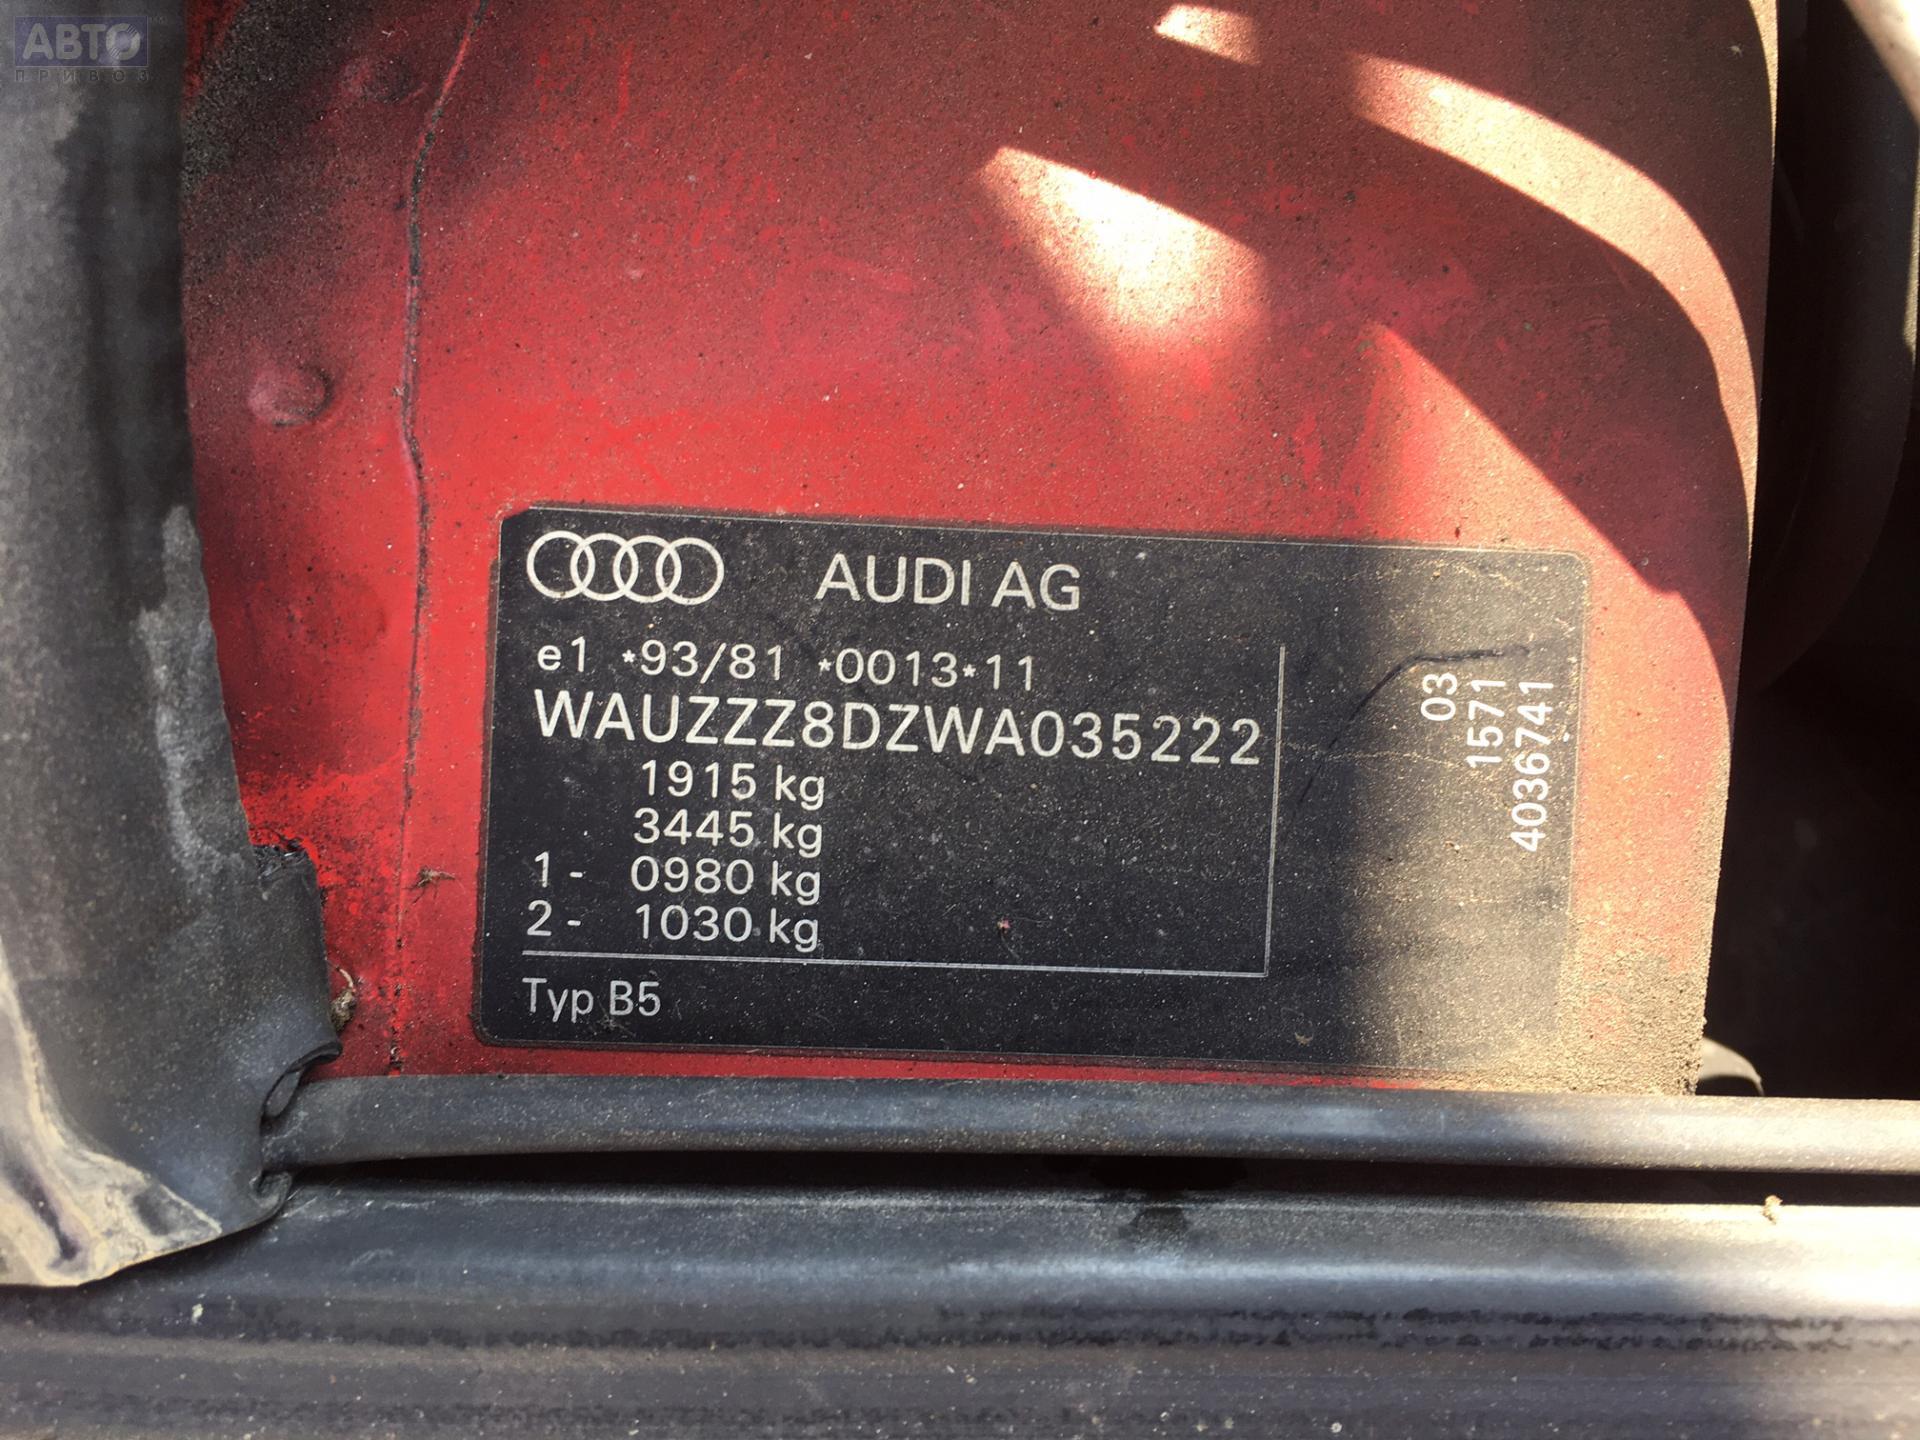 АВТО
ПРИВОЗ
AUDI AG
e1 *93/81 *0013*11
WAUZZZ8DZWA035222
1915 kg
3445 kg
1- 0980 kg
2- 1030 kg
Typ B5
03
1571
4036741